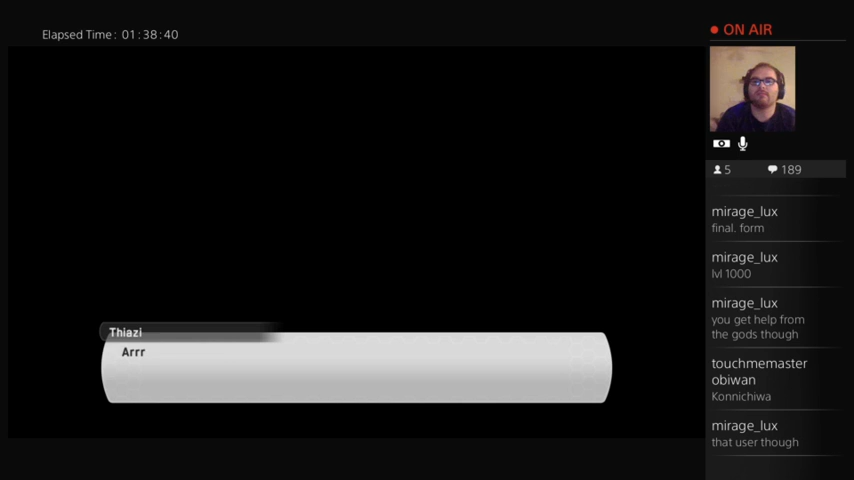 Elapsed Time: 01:38:40
ON AIR
5 189
mirage_lux
final. form
mirage_lux
lvl 1000
mirage_lux
you get help from
the gods though
touchmemaster
obiwan
Konnichiwa
mirage_lux
that user though
Thiazi
Arrr